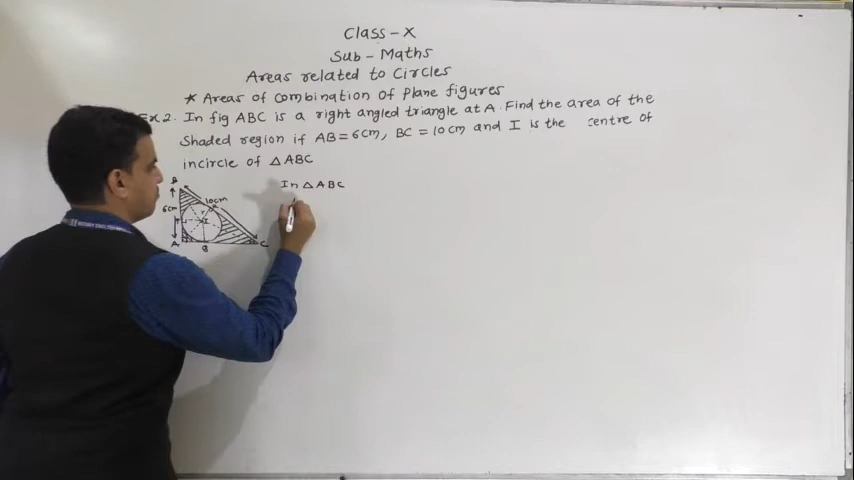 Class-X
Sub-Maths
Areas related to Circles
* Areas of Combination of Plane figures
Ex 2. In fig ABC is a right angled triangle at A. Find the area of the
Shaded region if AB = 6cm, BC = 10cm and I is the centre of
incircle of △ABC
In △ABC
B
10cm
6cm
R
P
r
I
A
Q
C